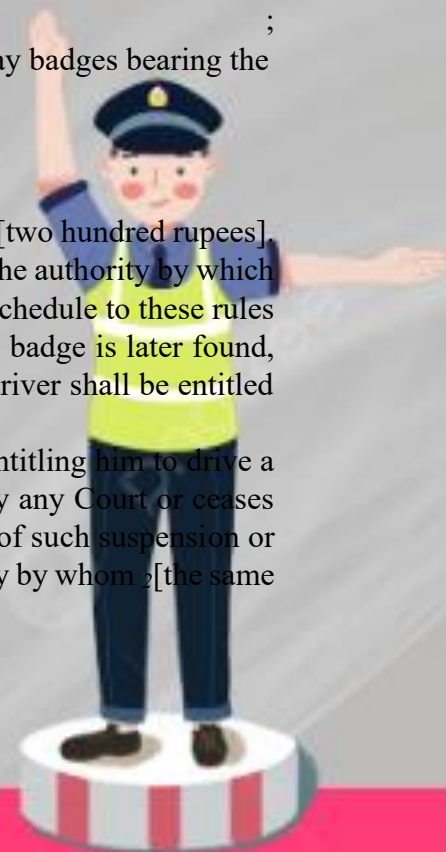 ;
ay badges bearing the
[two hundred rupees].
he authority by which
chedule to these rules
badge is later found,
river shall be entitled
ntitling him to drive a
y any Court or ceases
of such suspension or
y by whom 2[the same